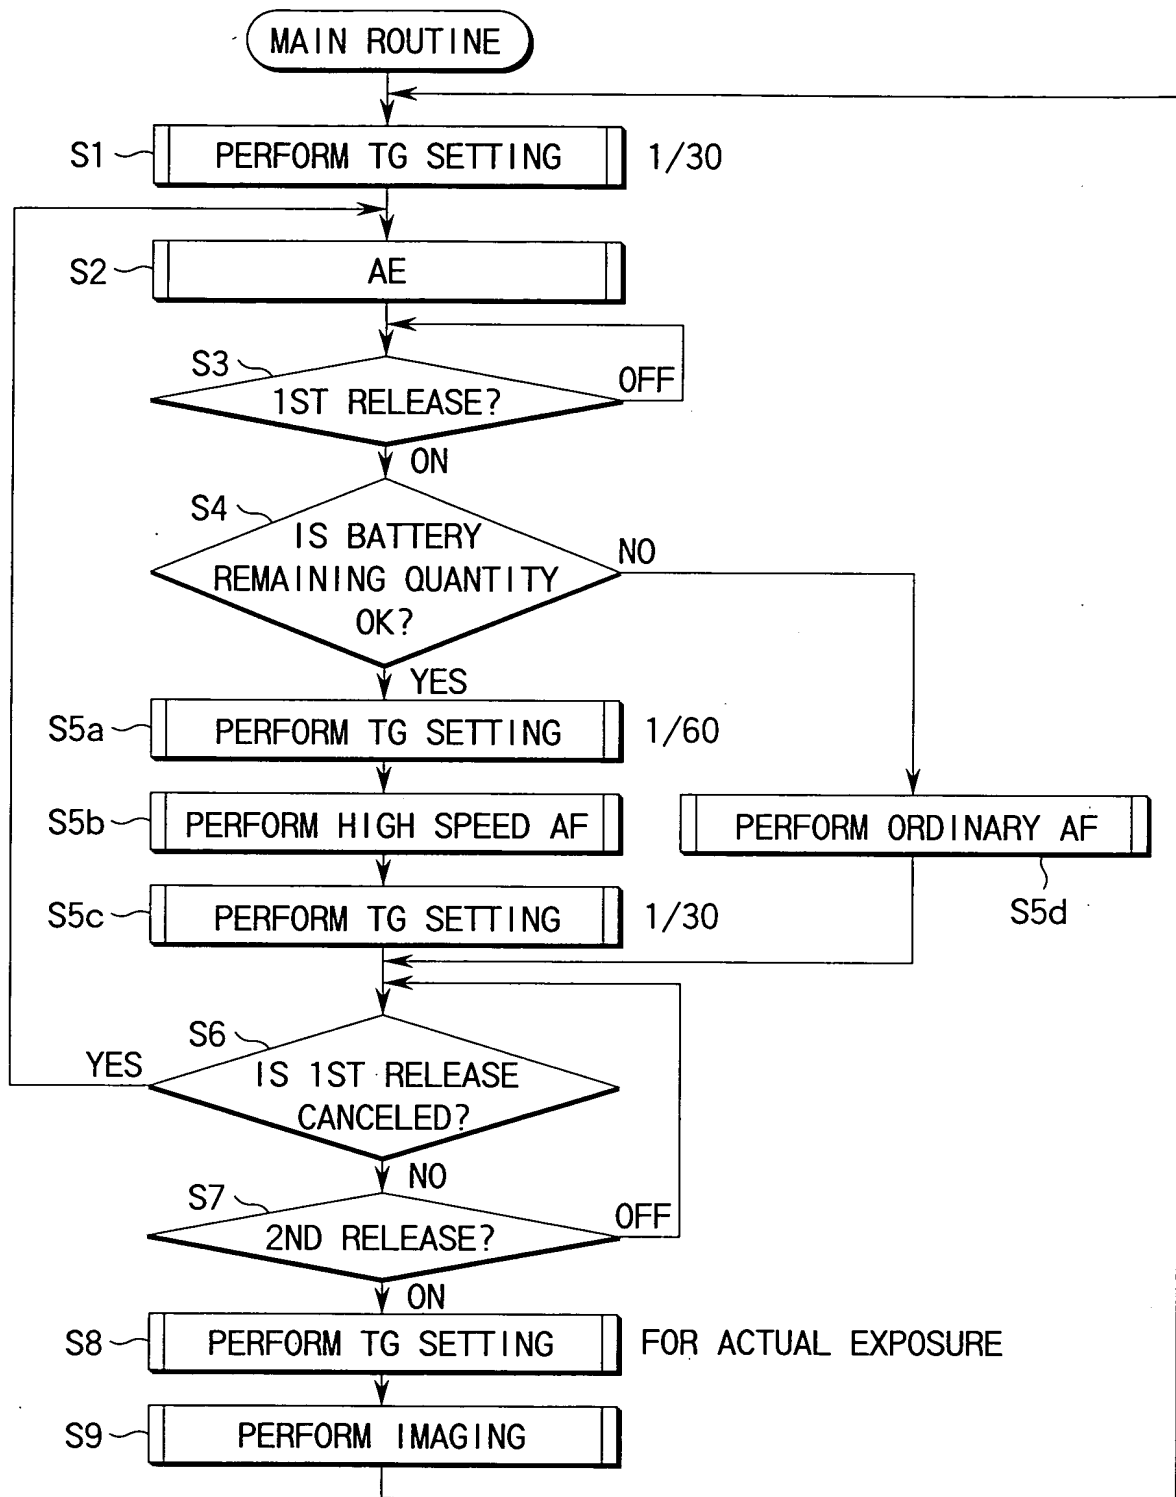 MAIN ROUTINE
S1 PERFORM TG SETTING 1/30
S2 AE
S3
1ST RELEASE? OFF
ON
S4
IS BATTERY
REMAINING QUANTITY
OK?
NO
YES
S5a PERFORM TG SETTING 1/60
S5b PERFORM HIGH SPEED AF
PERFORM ORDINARY AF
S5c PERFORM TG SETTING 1/30
S5d
S6
YES
IS 1ST RELEASE
CANCELED?
NO
S7
2ND RELEASE? OFF
ON
S8 PERFORM TG SETTING FOR ACTUAL EXPOSURE
S9 PERFORM IMAGING